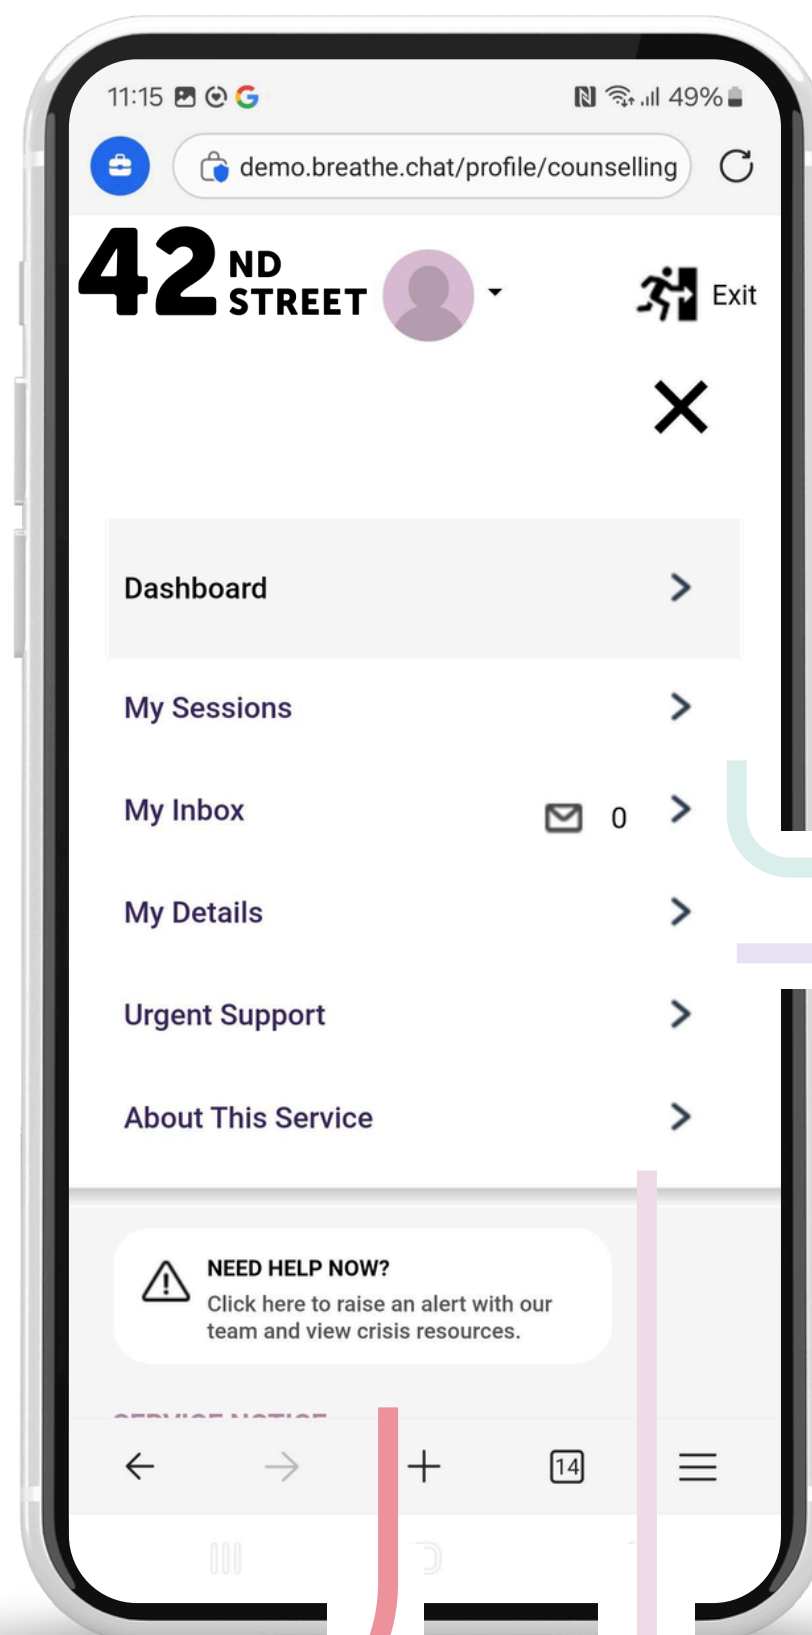 11:15
49%
demo.breathe.chat/profile/counselling
42 ND
STREET
Exit
Dashboard
My Sessions
My Inbox
0
My Details
Urgent Support
About This Service
NEED HELP NOW?
Click here to raise an alert with our
team and view crisis resources.
SERVICE NOTICE
14